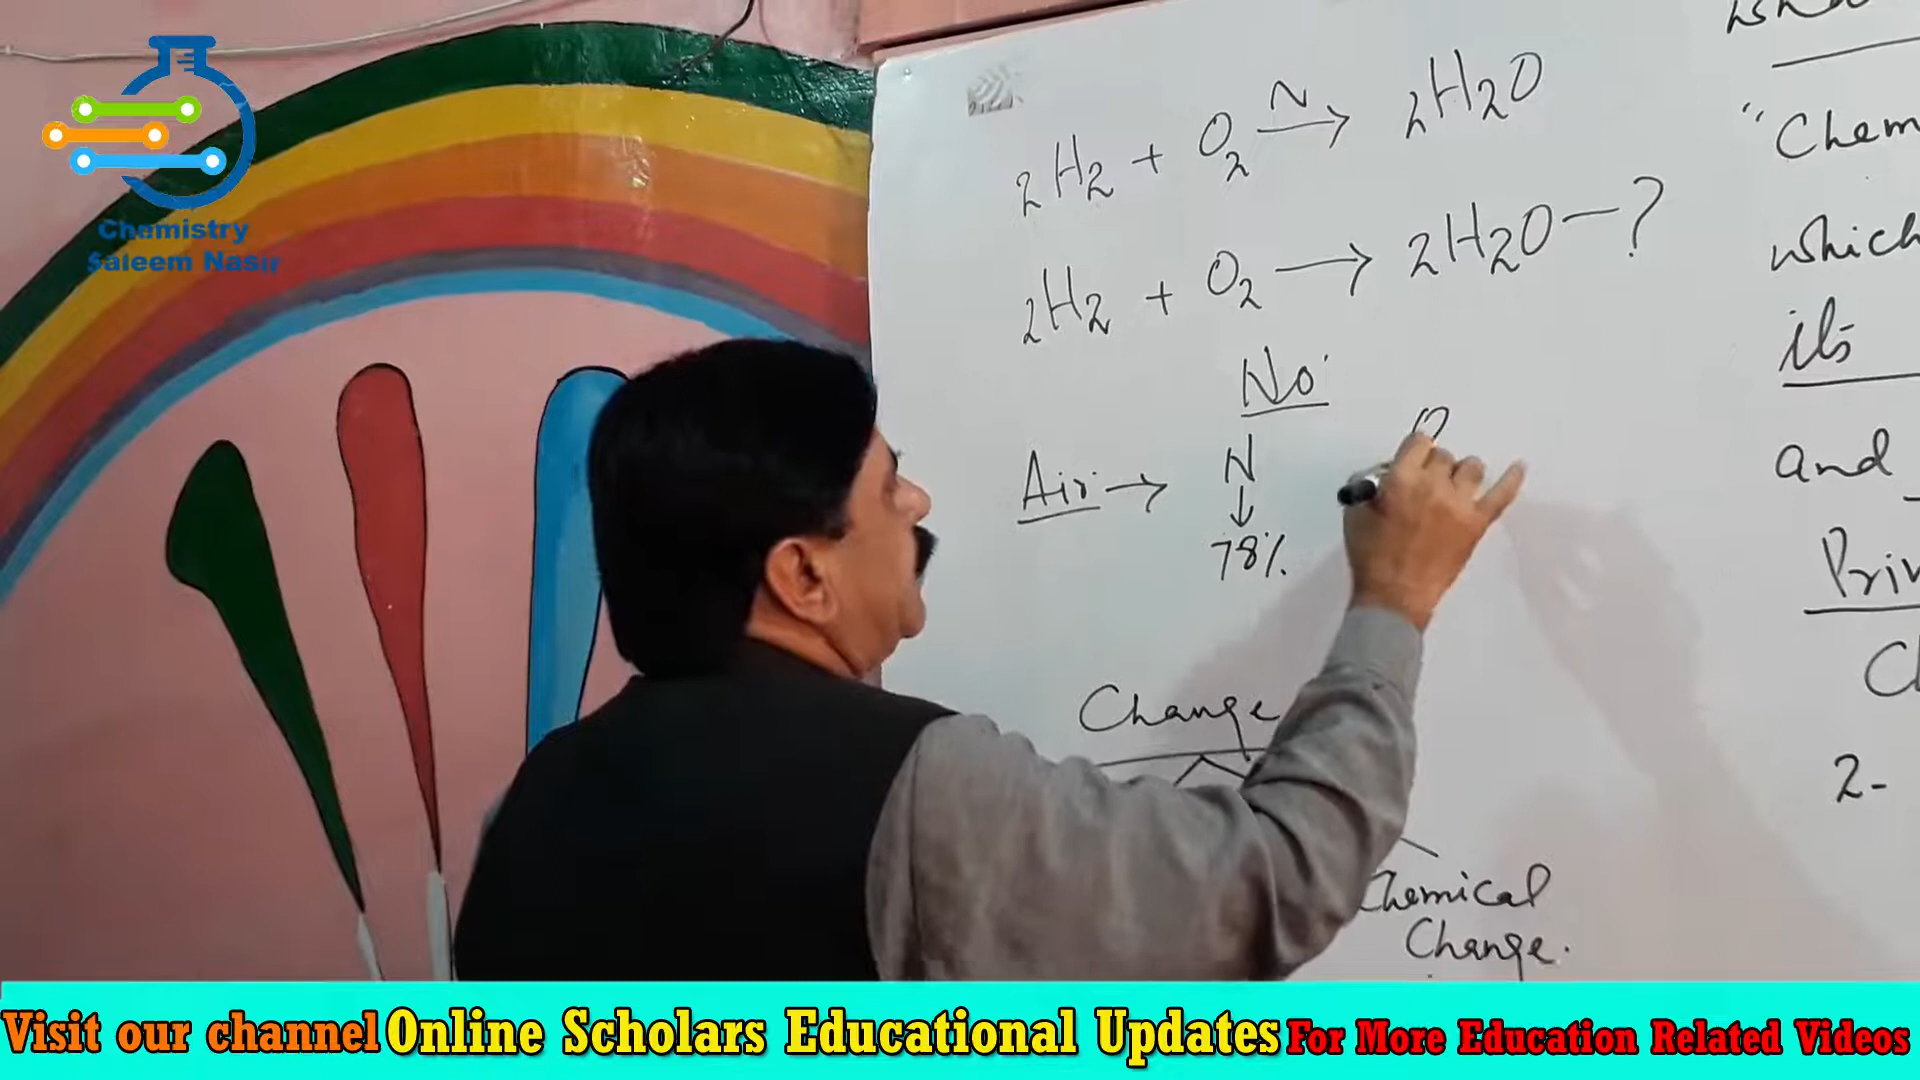 Chemistry
Saleem Nasir
2H2 + O2 N→ 2H2O
2H2 + O2 → 2H2O-?
No
Air → N O
↓
78%
Change
Chemical
Change.
"Chem
which
its
and
Priv
2-
Visit our channel Online Scholars Educational Updates For More Education Related Videos